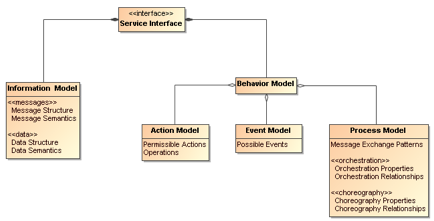 <<interface>>
Service Interface
Information Model
<<messages>>
Message Structure
Message Semantics
<<data>>
Data Structure
Data Semantics
Behavior Model
Action Model
Permissible Actions
Operations
Event Model
Possible Events
Process Model
Message Exchange Patterns
<<orchestration>>
Orchestration Properties
Orchestration Relationships
<<choreography>>
Choreography Properties
Choreography Relationships